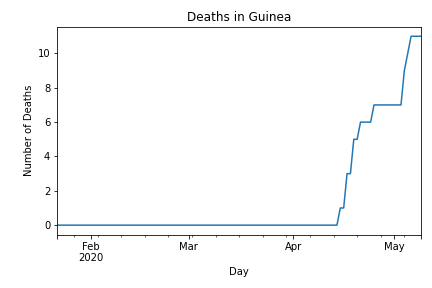 Deaths in Guinea
Number of Deaths
10
8
6
4
2
0
Feb
2020
Mar
Apr
May
Day